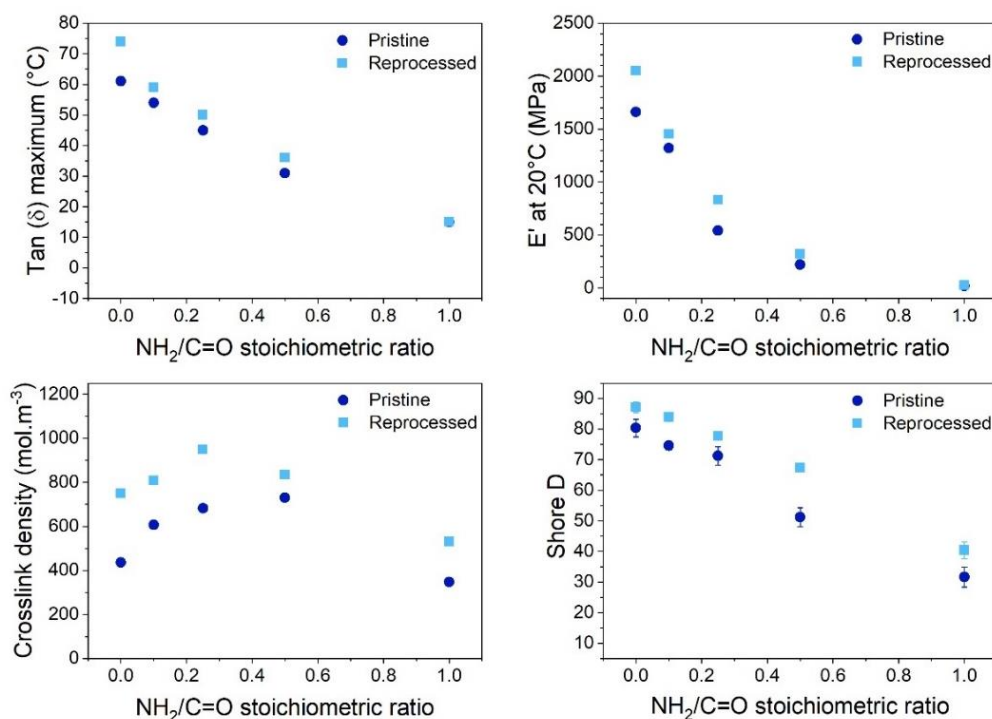 Tan (δ) maximum (°C)
80
70
60
50
40
30
20
10
0
-10
Pristine
Reprocessed
0.0 0.2 0.4 0.6 0.8 1.0
NH₂/C=O stoichiometric ratio
E' at 20°C (MPa)
2500
2000
1500
1000
500
0
Pristine
Reprocessed
0.0 0.2 0.4 0.6 0.8 1.0
NH₂/C=O stoichiometric ratio
Crosslink density (mol.m⁻³)
1200
1000
800
600
400
200
0
Pristine
Reprocessed
0.0 0.2 0.4 0.6 0.8 1.0
NH₂/C=O stoichiometric ratio
Shore D
90
80
70
60
50
40
30
20
10
Pristine
Reprocessed
0.0 0.2 0.4 0.6 0.8 1.0
NH₂/C=O stoichiometric ratio